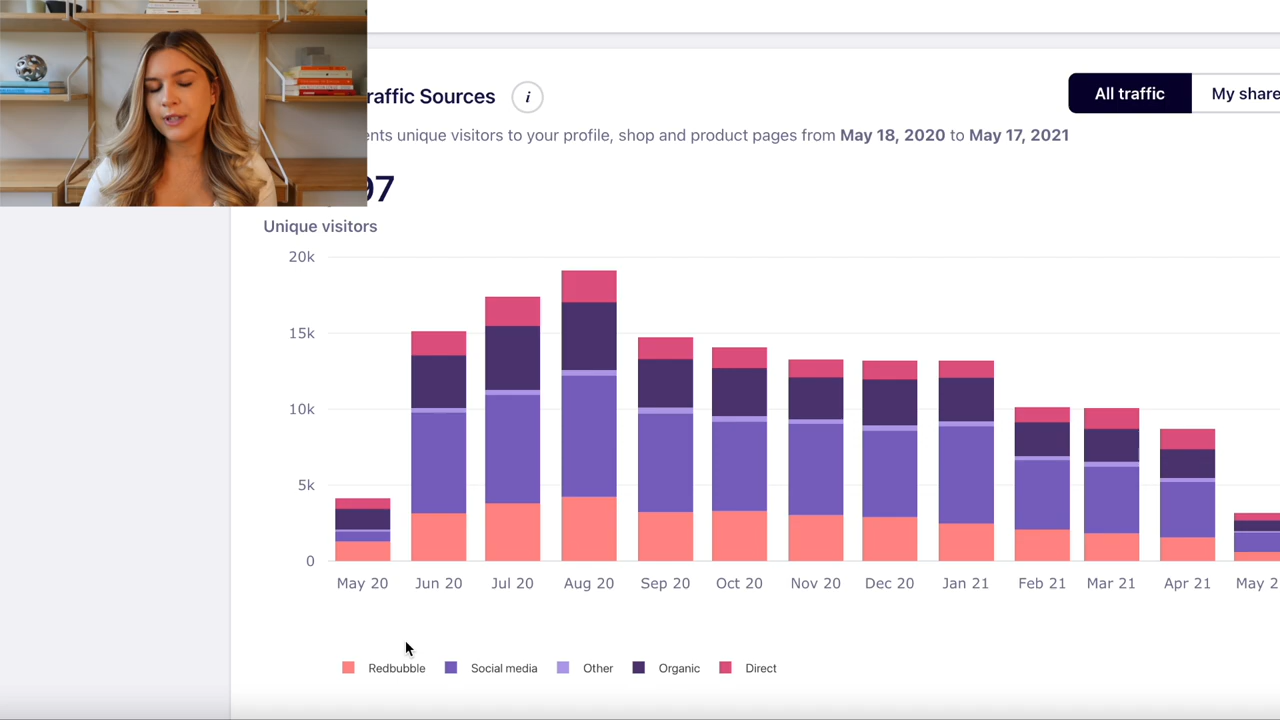 raffic Sources i
All traffic My share
ents unique visitors to your profile, shop and product pages from May 18, 2020 to May 17, 2021
97
Unique visitors
20k
15k
10k
5k
0
May 20 Jun 20 Jul 20 Aug 20 Sep 20 Oct 20 Nov 20 Dec 20 Jan 21 Feb 21 Mar 21 Apr 21 May 2
Redbubble Social media Other Organic Direct